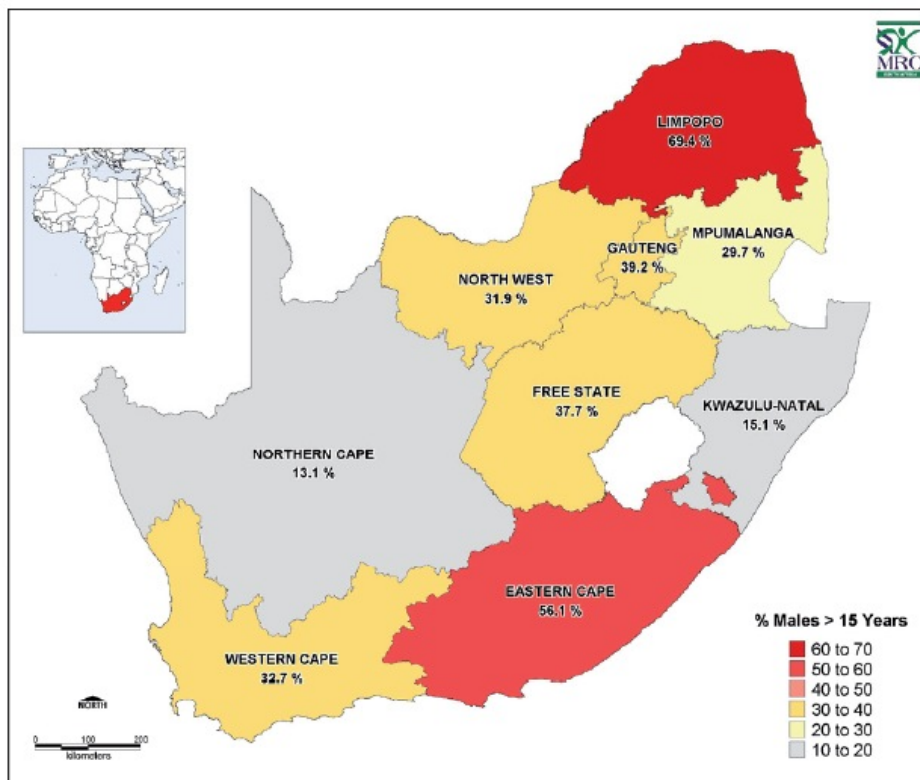 MRC
SOUTH AFRICA
LIMPOPO
69.4 %
MPUMALANGA
29.7 %
GAUTENG
39.2 %
NORTH WEST
31.9 %
FREE STATE
37.7 %
KWAZULU-NATAL
15.1 %
NORTHERN CAPE
13.1 %
EASTERN CAPE
56.1 %
WESTERN CAPE
32.7 %
% Males > 15 Years
60 to 70
50 to 60
40 to 50
30 to 40
20 to 30
10 to 20
NORTH
0 100 200
kilometers